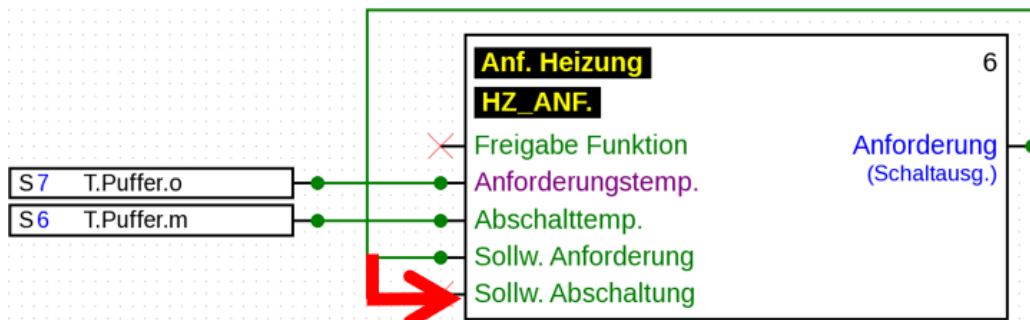 Anf. Heizung 6
HZ_ANF.
Freigabe Funktion Anforderung
(Schaltausg.)
S7 T.Puffer.o Anforderungstemp.
S6 T.Puffer.m Abschalttemp.
Sollw. Anforderung
Sollw. Abschaltung